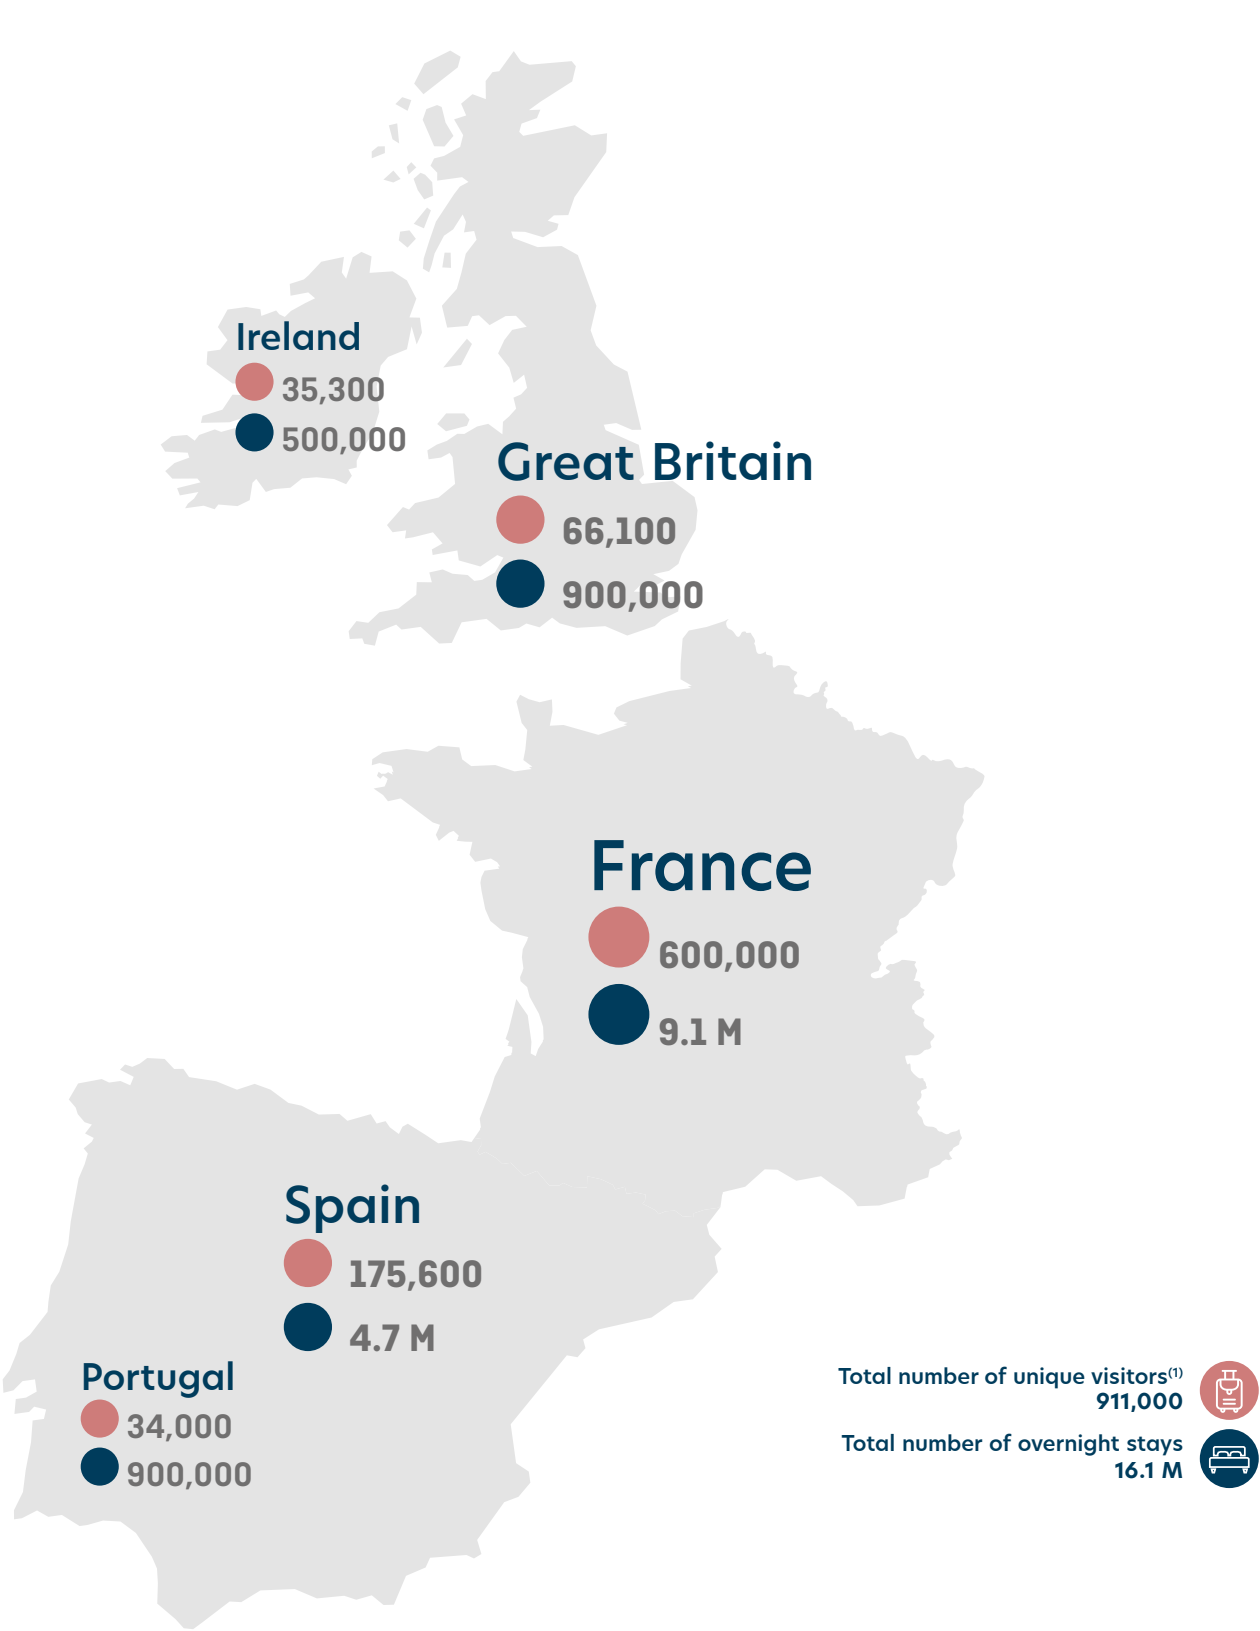 Ireland
35,300
500,000
Great Britain
66,100
900,000
France
600,000
9.1 M
Spain
175,600
4.7 M
Portugal
34,000
900,000
Total number of unique visitors(1)
911,000
Total number of overnight stays
16.1 M